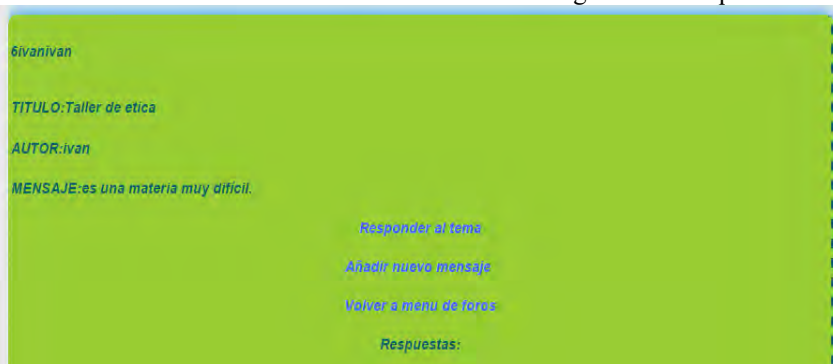 6ivanivan
TITULO:Taller de etica
AUTOR:ivan
MENSAJE:es una materia muy dificil.
Responder al tema
Añadir nuevo mensaje
Volver a menu de foros
Respuestas: